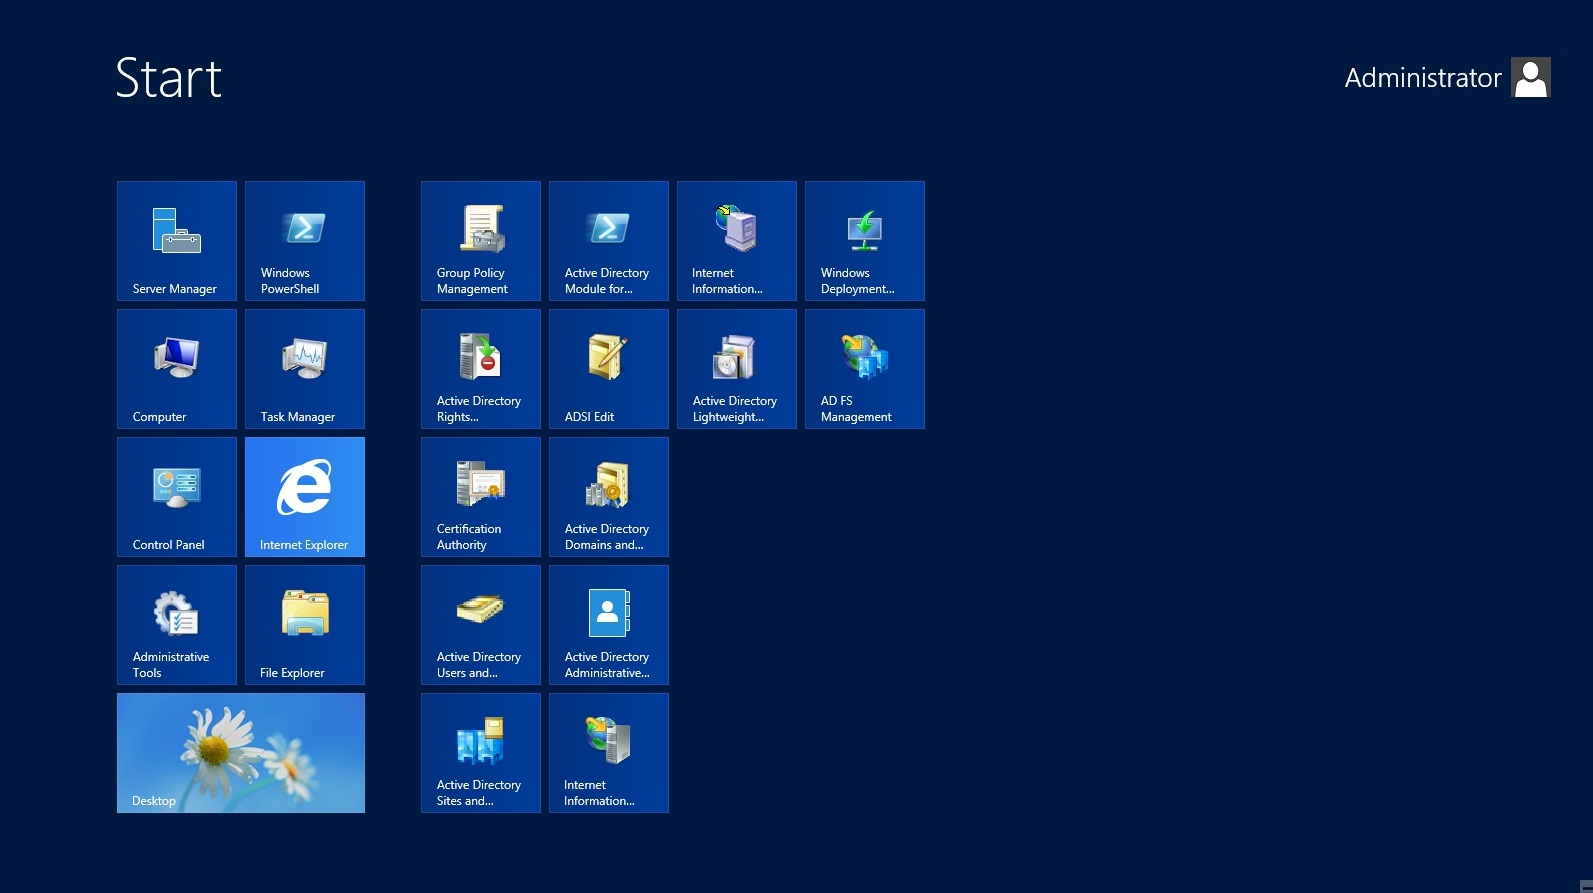 Start
Administrator
Server Manager
Windows
PowerShell
Group Policy
Management
Active Directory
Module for...
Internet
Information...
Windows
Deployment...
Computer
Task Manager
Active Directory
Rights...
ADSI Edit
Active Directory
Lightweight...
AD FS
Management
Control Panel
Internet Explorer
Certification
Authority
Active Directory
Domains and...
Administrative
Tools
File Explorer
Active Directory
Users and...
Active Directory
Administrative...
Desktop
Active Directory
Sites and...
Internet
Information...